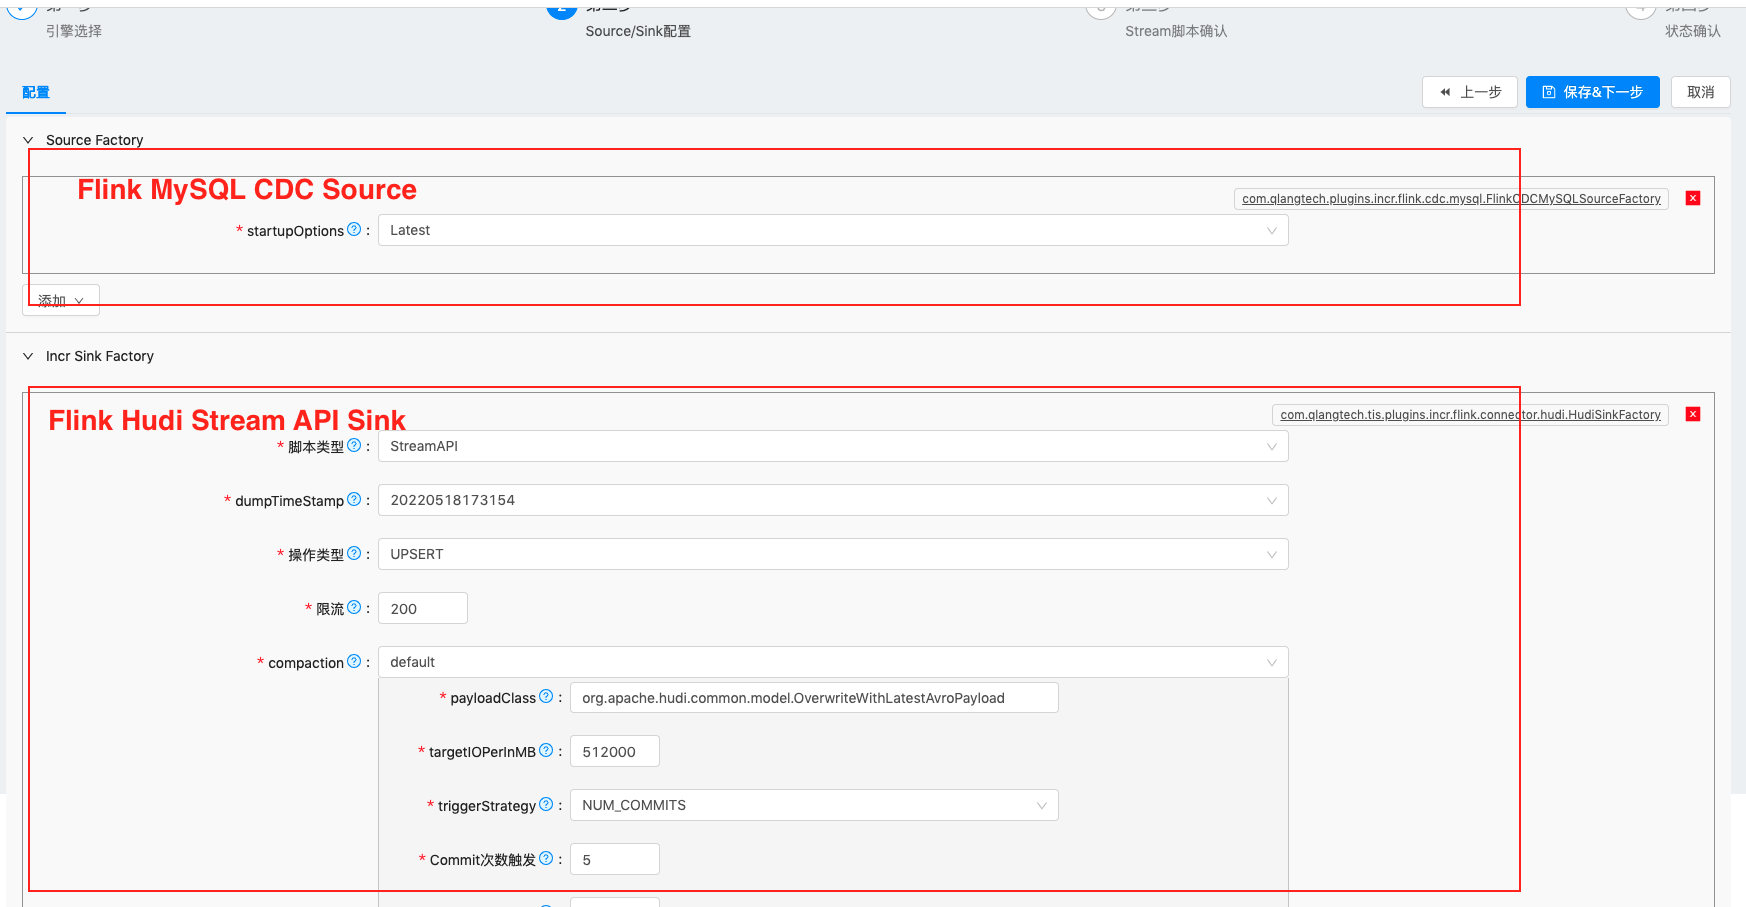 引擎选择
2
Source/Sink配置
Stream脚本确认
状态确认
配置
上一步
保存&下一步
取消
Source Factory
Flink MySQL CDC Source
com.qlangtech.plugins.incr.flink.cdc.mysql.FlinkCDCMySQLSourceFactory
* startupOptions ? : Latest
添加
Incr Sink Factory
Flink Hudi Stream API Sink
com.qlangtech.tis.plugins.incr.flink.connector.hudi.HudiSinkFactory
* 脚本类型 ? : StreamAPI
* dumpTimeStamp ? : 20220518173154
* 操作类型 ? : UPSERT
* 限流 ? : 200
* compaction ? : default
* payloadClass ? : org.apache.hudi.common.model.OverwriteWithLatestAvroPayload
* targetIOPerInMB ? : 512000
* triggerStrategy ? : NUM_COMMITS
* Commit次数触发 ? : 5